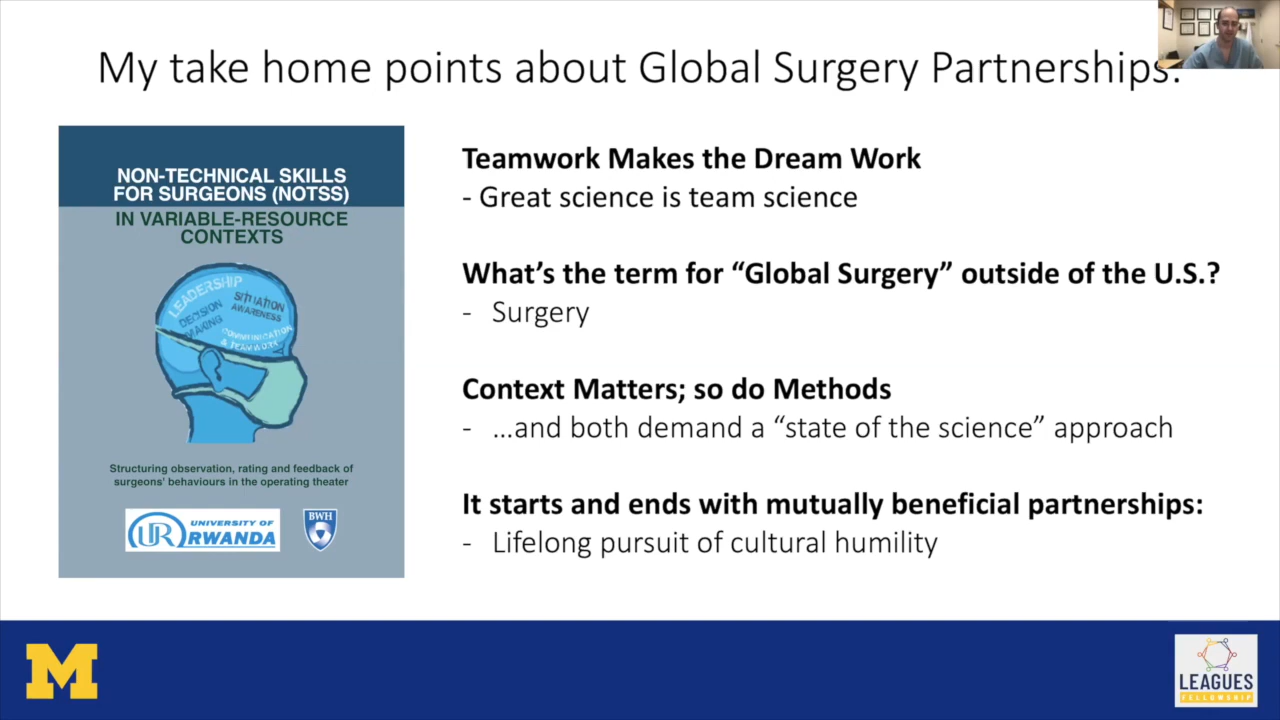 My take home points about Global Surgery Partnerships:
NON-TECHNICAL SKILLS
FOR SURGEONS (NOTSS)
IN VARIABLE-RESOURCE
CONTEXTS
LEADERSHIP
SITUATION
AWARENESS
DECISION
MAKING
COMMUNICATION
& TEAMWORK
Structuring observation, rating and feedback of
surgeons' behaviours in the operating theater
UR
UNIVERSITY OF
RWANDA
BWH
Teamwork Makes the Dream Work
- Great science is team science
What's the term for “Global Surgery” outside of the U.S.?
- Surgery
Context Matters; so do Methods
- …and both demand a “state of the science” approach
It starts and ends with mutually beneficial partnerships:
- Lifelong pursuit of cultural humility
M
LEAGUES
FELLOWSHIP